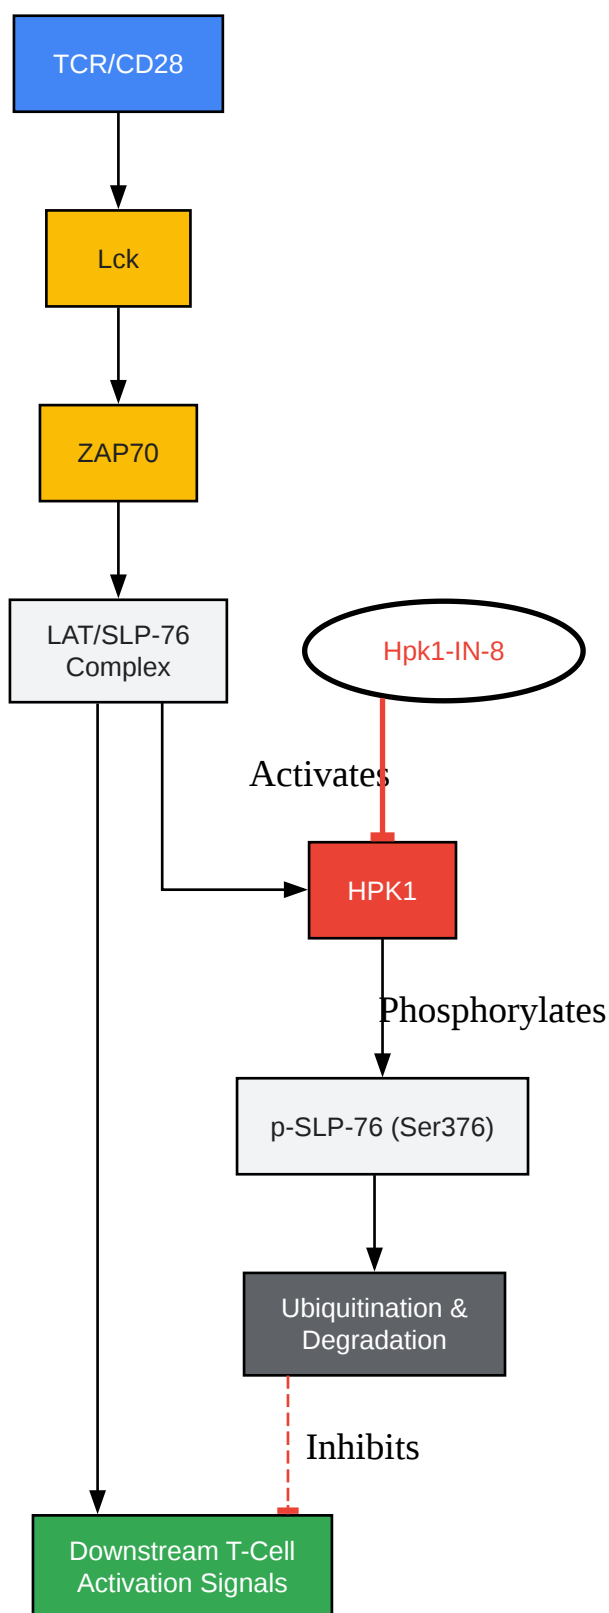 TCR/CD28
Lck
ZAP70
LAT/SLP-76
Complex
Hpk1-IN-8
Activates
HPK1
Phosphorylates
p-SLP-76 (Ser376)
Ubiquitination &
Degradation
Inhibits
Downstream T-Cell
Activation Signals